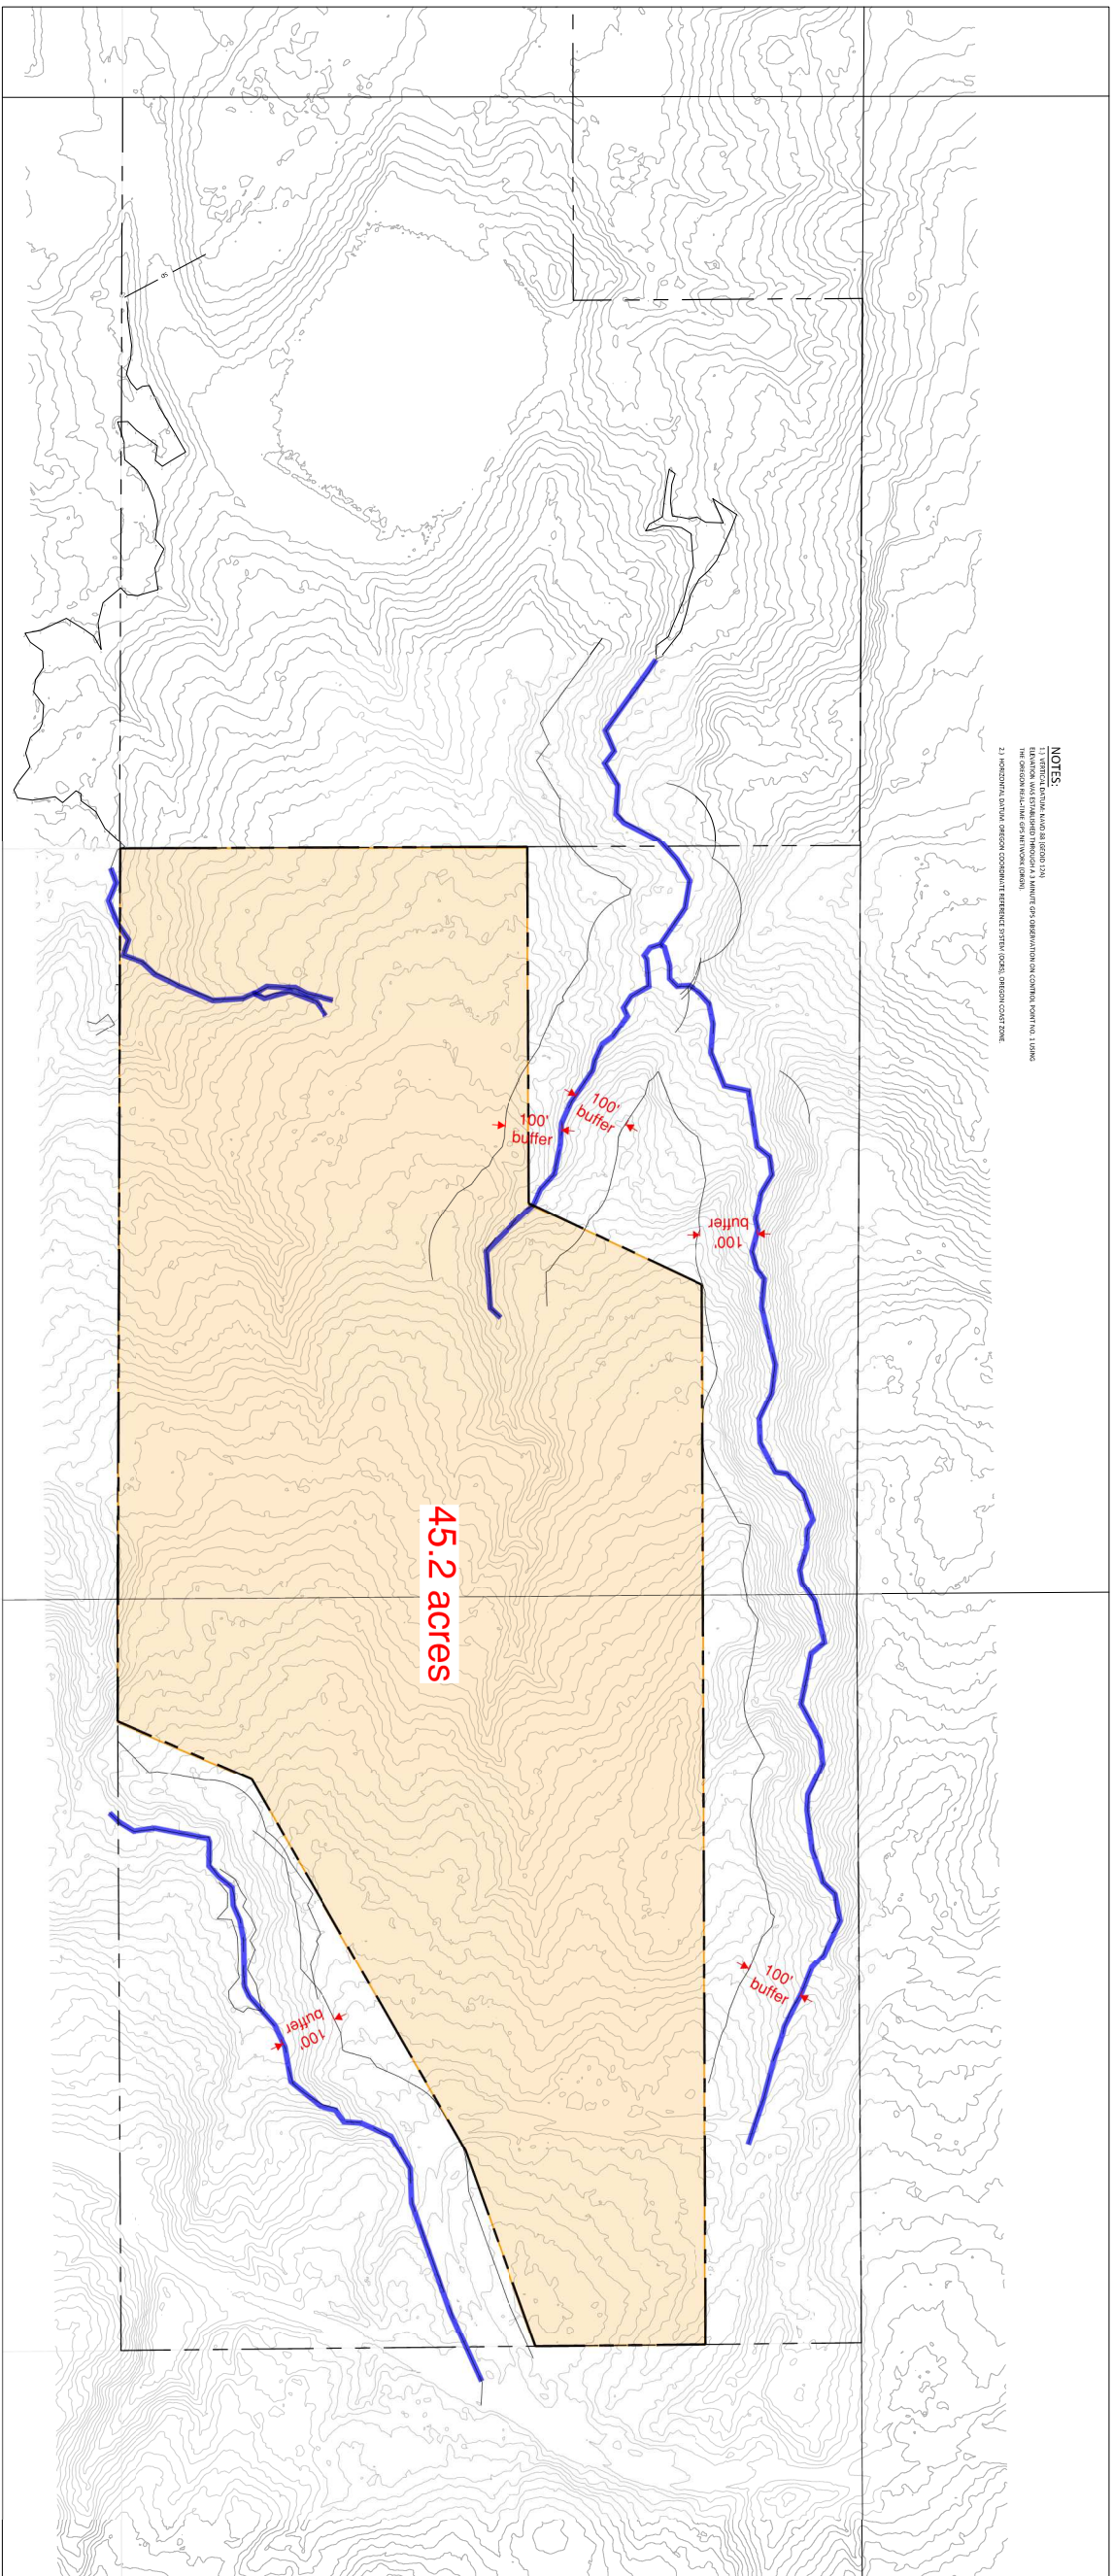 NOTES:
1.) VERTICAL DATUM: NAVD 88 (GEOID 12A)
ELEVATION WAS ESTABLISHED THROUGH A 3 MINUTE GPS OBSERVATION ON CONTROL POINT NO. 1 USING
THE OREGON REAL-TIME GPS NETWORK (ORGN).
2.) HORIZONTAL DATUM: OREGON COORDINATE REFERENCE SYSTEM (OCRS), OREGON COAST ZONE.
100'
buffer
100'
buffer
100'
buffer
45.2 acres
100'
buffer
100'
buffer